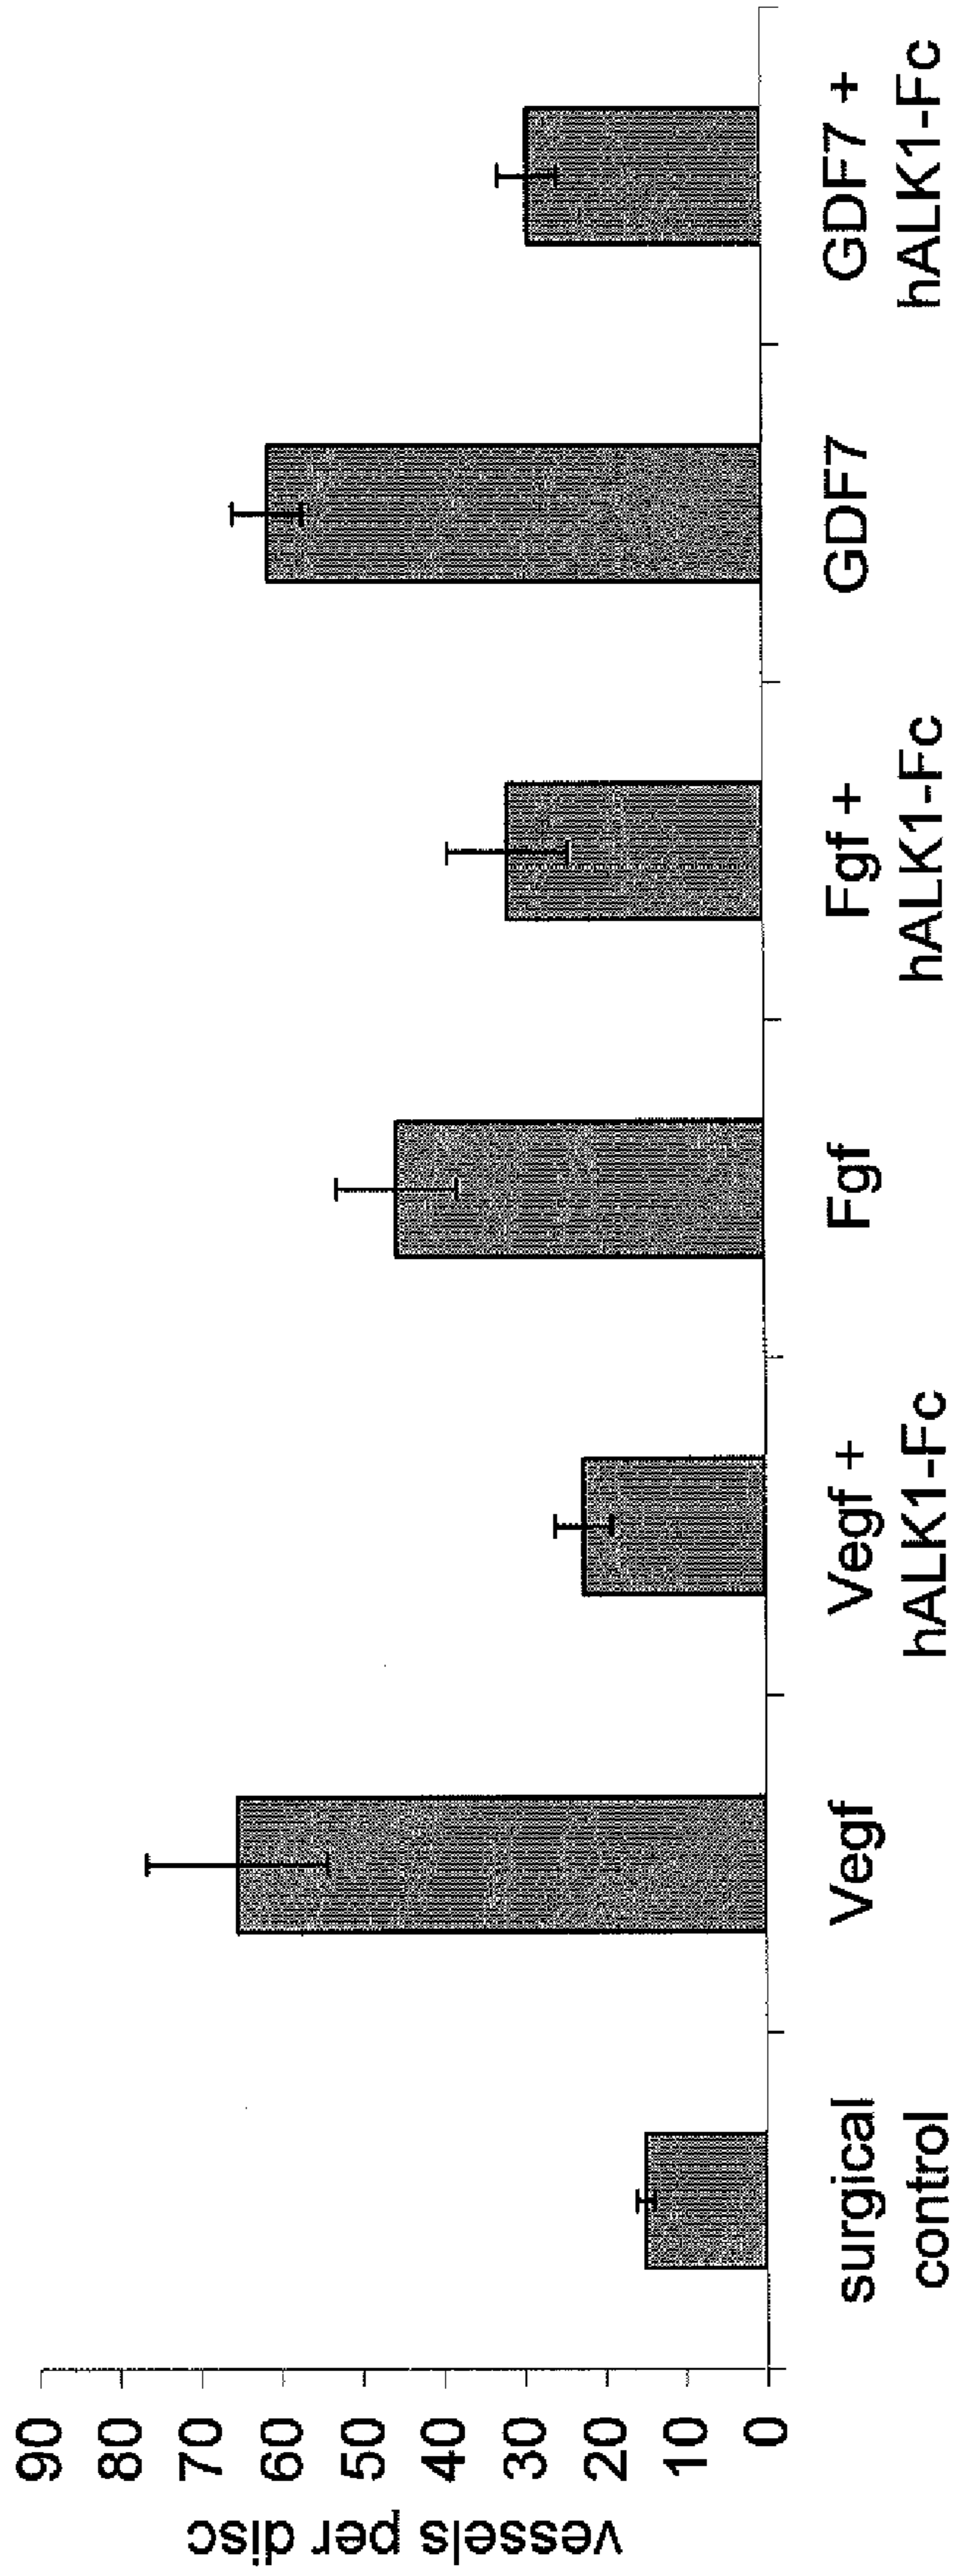 vessels per disc
90
80
70
60
50
40
30
20
10
0
surgical
control
Vegf
Vegf +
hALK1-Fc
Fgf
Fgf +
hALK1-Fc
GDF7
GDF7 +
hALK1-Fc